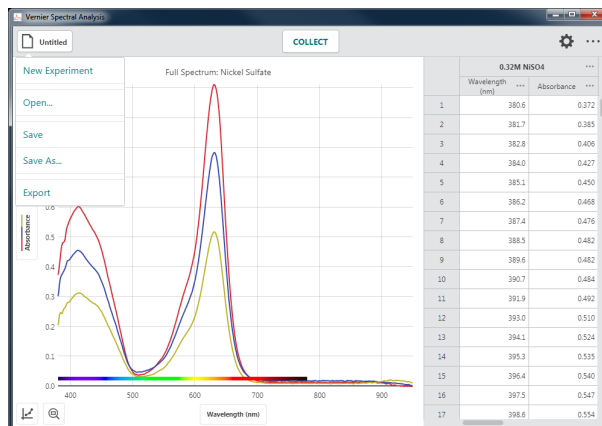 Vernier Spectral Analysis
Untitled
COLLECT
New Experiment
Open...
Save
Save As...
Export
Full Spectrum: Nickel Sulfate
Absorbance
0.6
0.5
0.4
0.3
0.2
0.1
0.0
400 500 600 700 800 900
Wavelength (nm)
0.32M NiSO4
Wavelength (nm) Absorbance
1 380.6 0.372
2 381.7 0.385
3 382.8 0.406
4 384.0 0.427
5 385.1 0.450
6 386.2 0.468
7 387.4 0.476
8 388.5 0.482
9 389.6 0.482
10 390.7 0.484
11 391.9 0.492
12 393.0 0.510
13 394.1 0.524
14 395.3 0.535
15 396.4 0.540
16 397.5 0.547
17 398.6 0.554